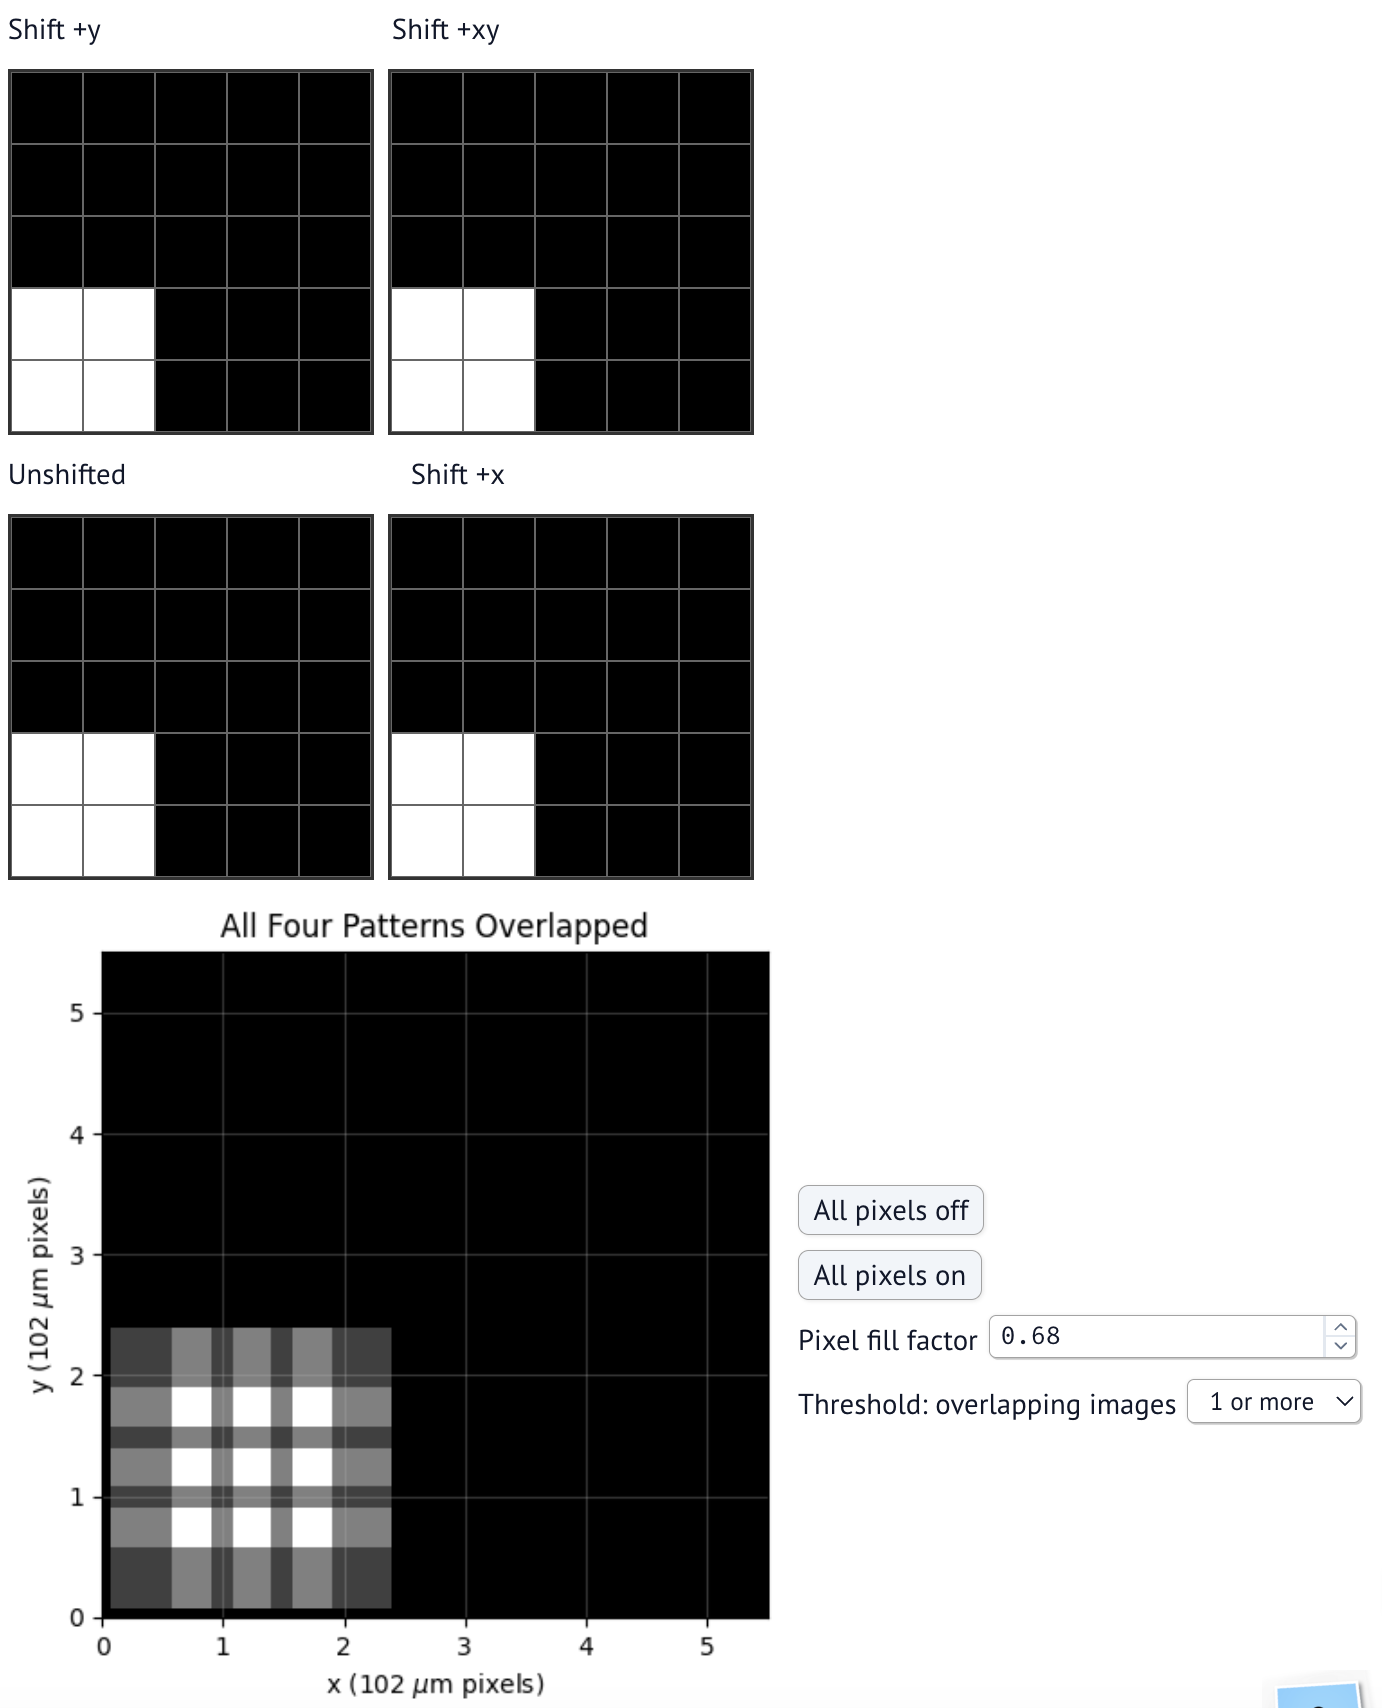 Shift +y
Shift +xy
Unshifted
Shift +x
All Four Patterns Overlapped
5
4
3
2
1
0
y (102 μm pixels)
0 1 2 3 4 5
x (102 μm pixels)
All pixels off
All pixels on
Pixel fill factor 0.68
Threshold: overlapping images 1 or more